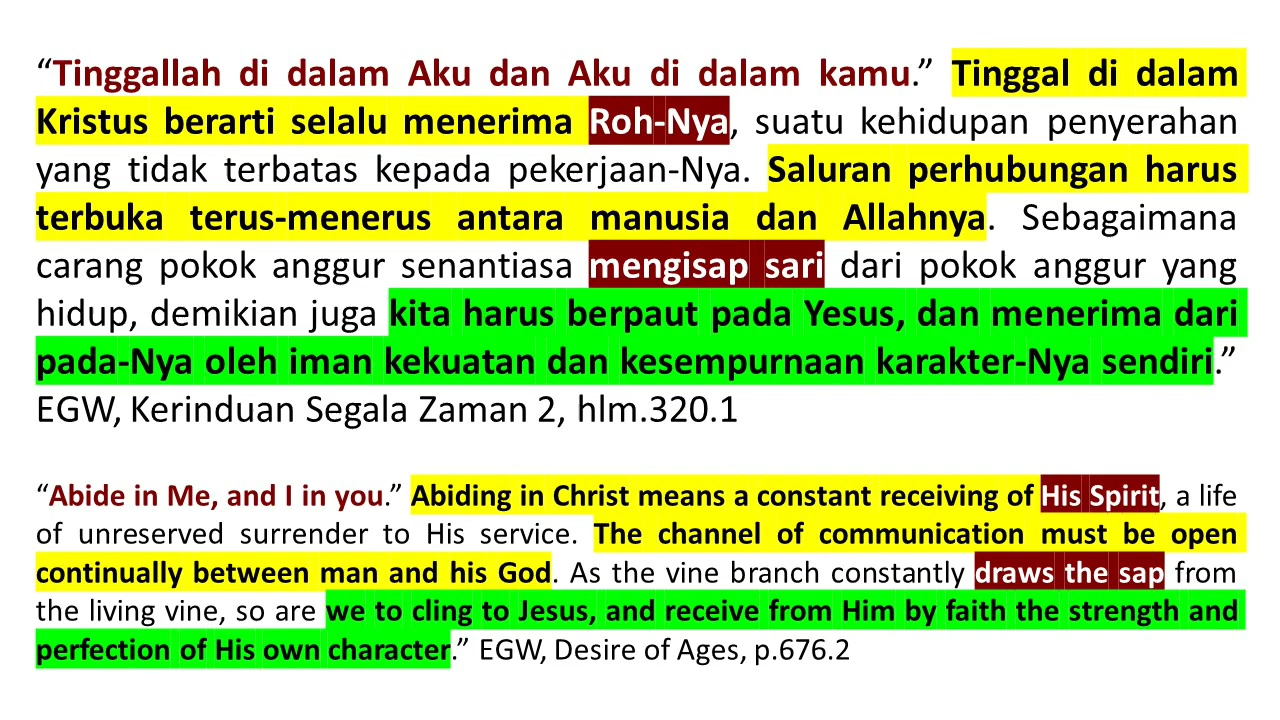 “Tinggallah di dalam Aku dan Aku di dalam kamu.” Tinggal di dalam
Kristus berarti selalu menerima Roh-Nya, suatu kehidupan penyerahan
yang tidak terbatas kepada pekerjaan-Nya. Saluran perhubungan harus
terbuka terus-menerus antara manusia dan Allahnya. Sebagaimana
carang pokok anggur senantiasa mengisap sari dari pokok anggur yang
hidup, demikian juga kita harus berpaut pada Yesus, dan menerima dari
pada-Nya oleh iman kekuatan dan kesempurnaan karakter-Nya sendiri.”
EGW, Kerinduan Segala Zaman 2, hlm.320.1
“Abide in Me, and I in you.” Abiding in Christ means a constant receiving of His Spirit, a life
of unreserved surrender to His service. The channel of communication must be open
continually between man and his God. As the vine branch constantly draws the sap from
the living vine, so are we to cling to Jesus, and receive from Him by faith the strength and
perfection of His own character.” EGW, Desire of Ages, p.676.2